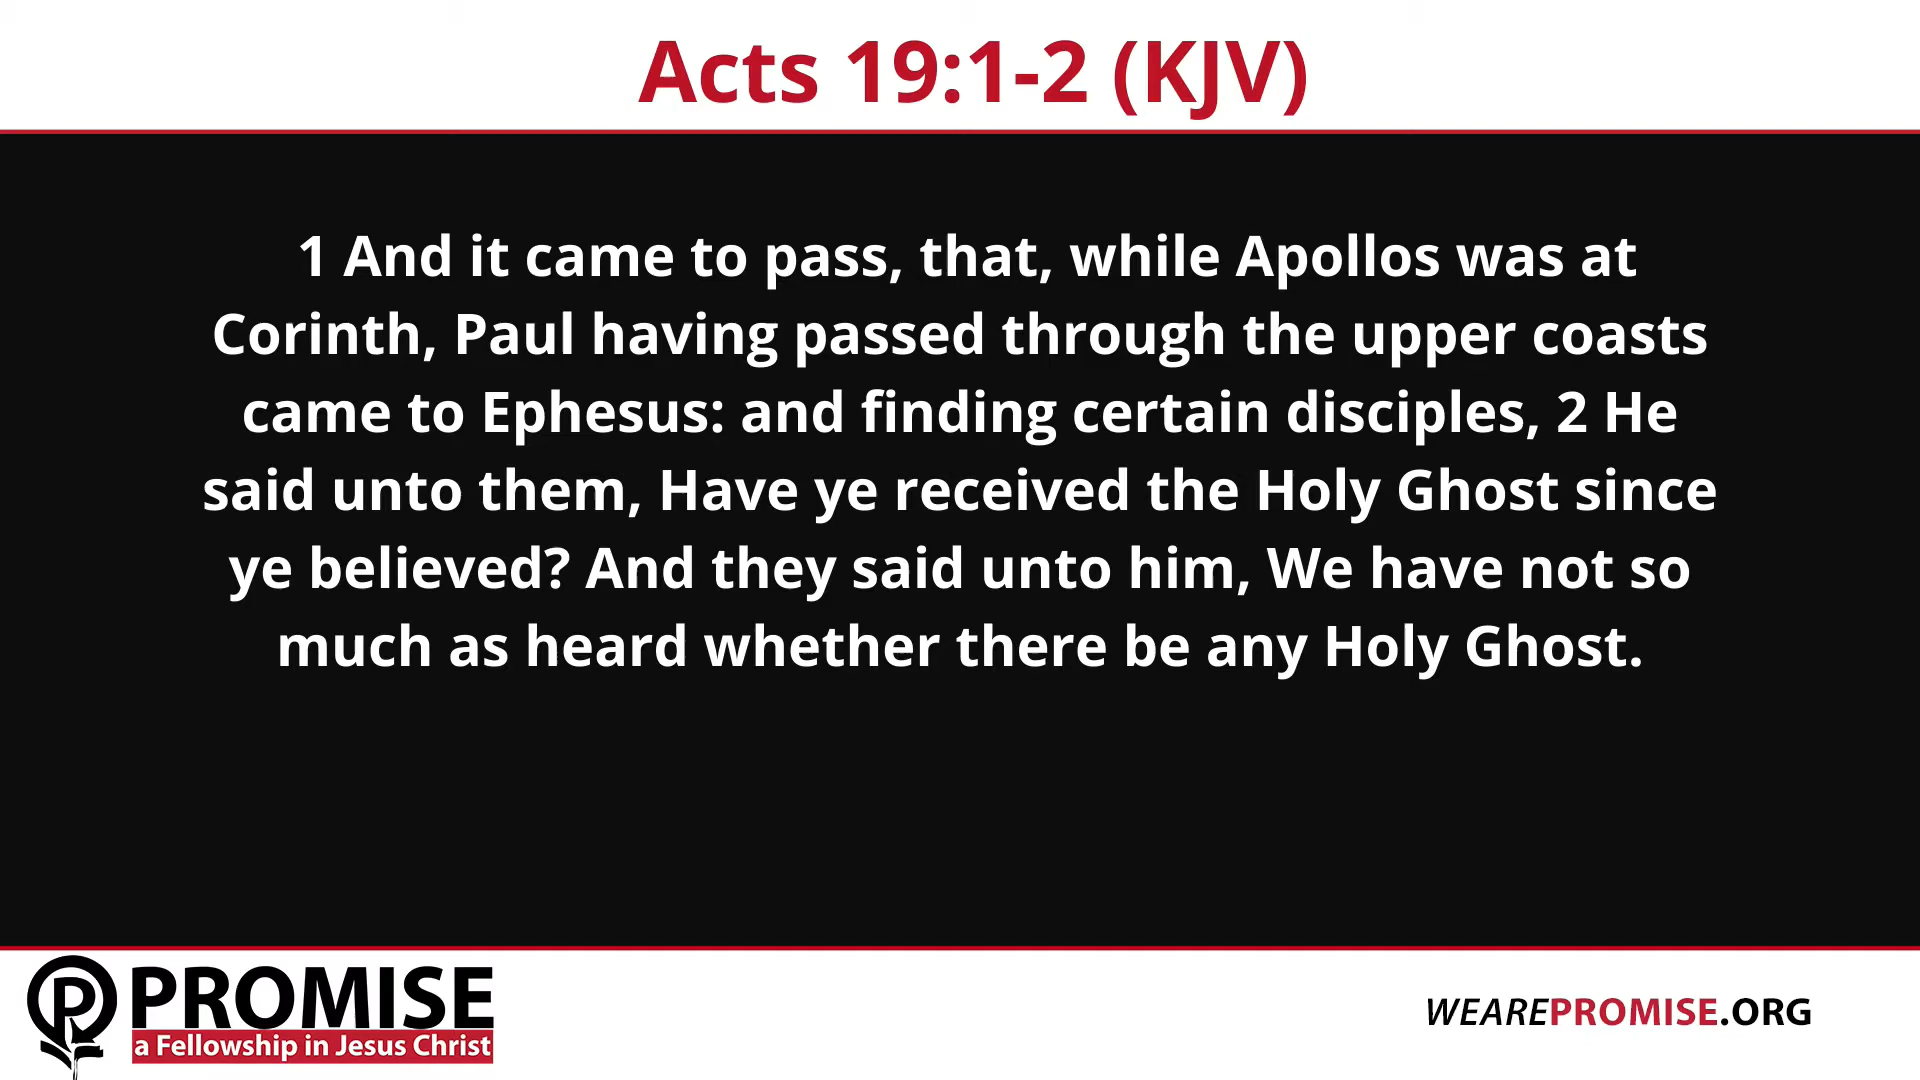 Acts 19:1-2 (KJV)
1 And it came to pass, that, while Apollos was at
Corinth, Paul having passed through the upper coasts
came to Ephesus: and finding certain disciples, 2 He
said unto them, Have ye received the Holy Ghost since
ye believed? And they said unto him, We have not so
much as heard whether there be any Holy Ghost.
PROMISE
a Fellowship in Jesus Christ
WEAREPROMISE.ORG